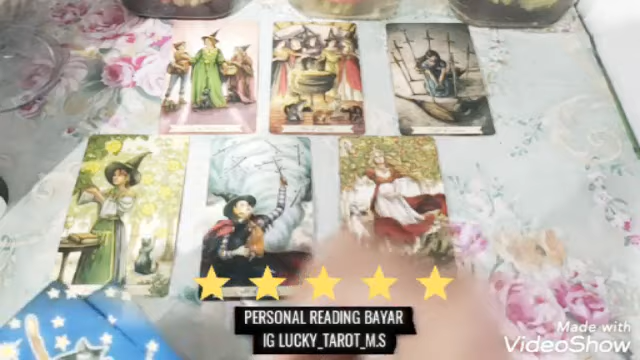 PERSONAL READING BAYAR
IG LUCKY_TAROT_M.S
Made with
VideoShow